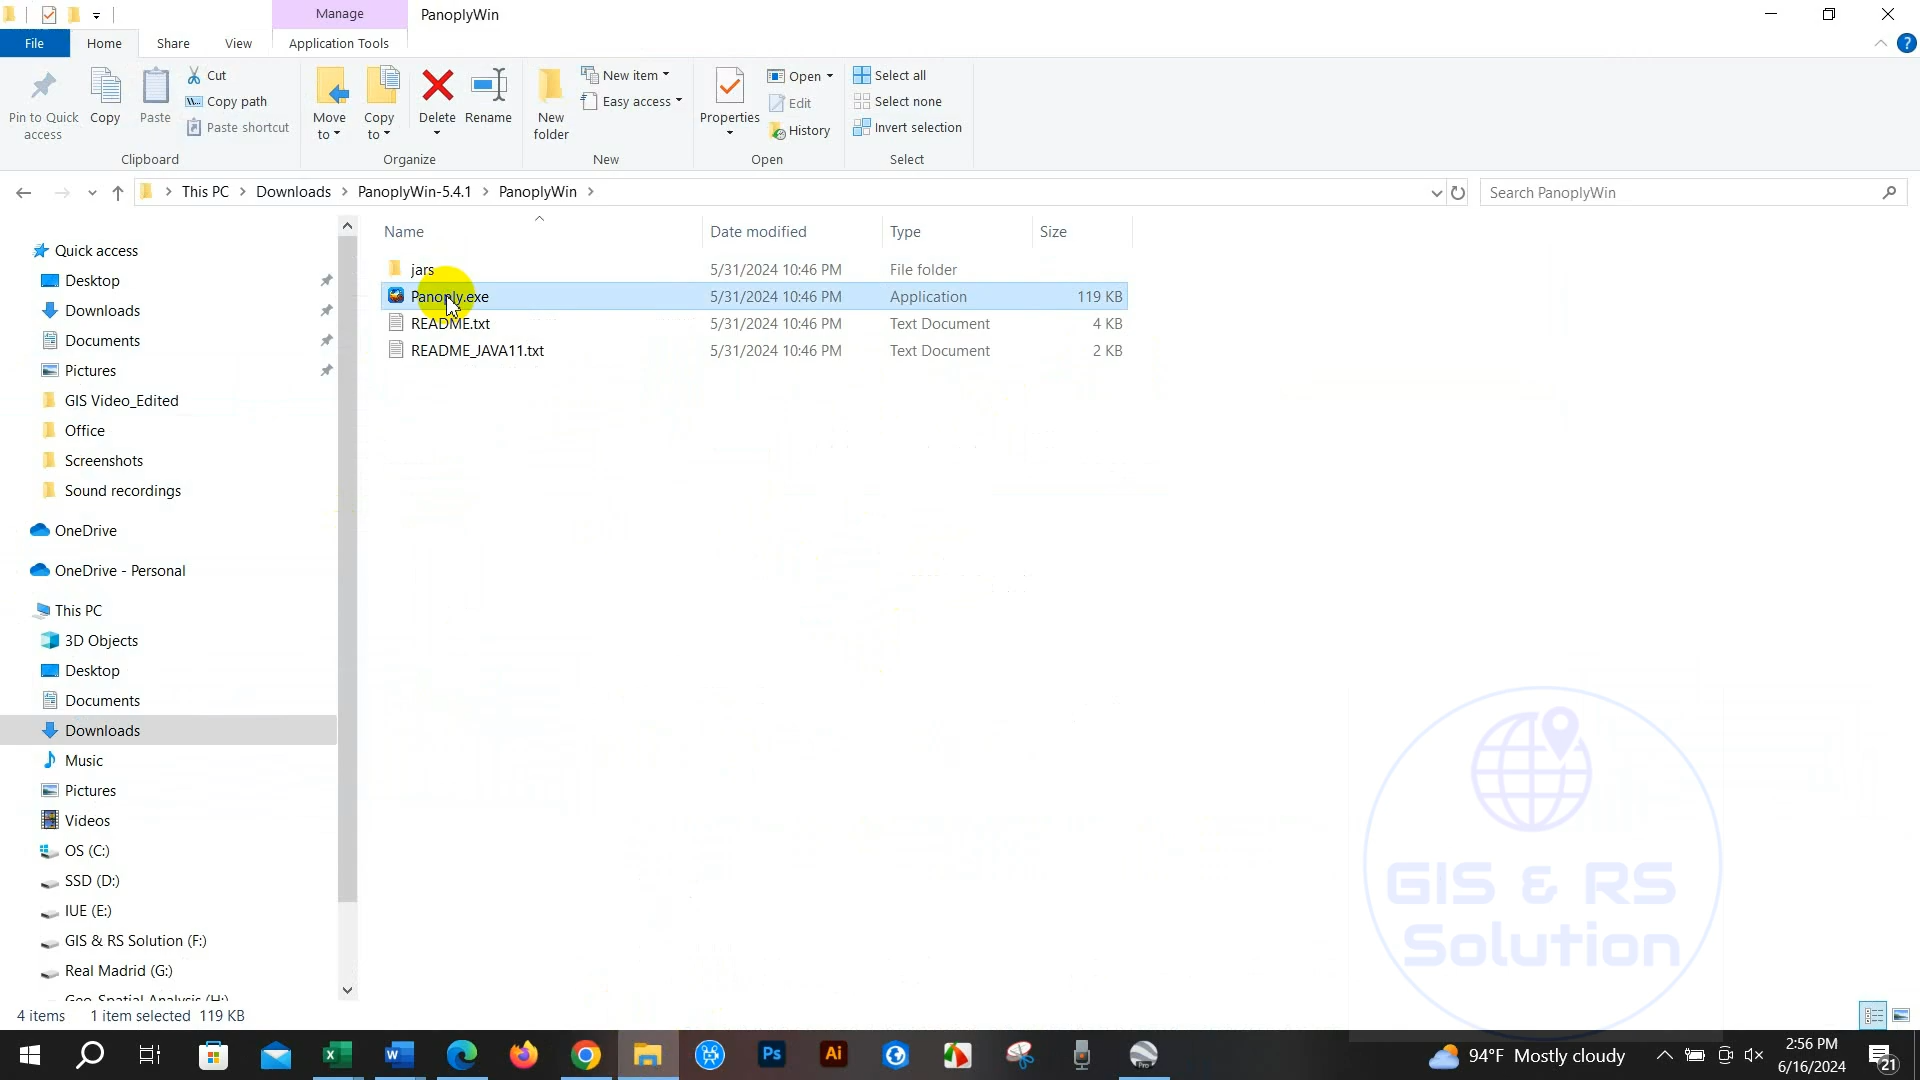 Manage
PanoplyWin
File
Home
Share
View
Application Tools
Pin to Quick access
Copy
Paste
Cut
Copy path
Paste shortcut
Move to
Copy to
Delete
Rename
New folder
New item
Easy access
Properties
Open
Edit
History
Select all
Select none
Invert selection
Clipboard
Organize
New
Open
Select
This PC > Downloads > PanoplyWin-5.4.1 > PanoplyWin >
Search PanoplyWin
Name Date modified Type Size
jars 5/31/2024 10:46 PM File folder
Panoply.exe 5/31/2024 10:46 PM Application 119 KB
README.txt 5/31/2024 10:46 PM Text Document 4 KB
README_JAVA11.txt 5/31/2024 10:46 PM Text Document 2 KB
Quick access
Desktop
Downloads
Documents
Pictures
GIS Video_Edited
Office
Screenshots
Sound recordings
OneDrive
OneDrive - Personal
This PC
3D Objects
Desktop
Documents
Downloads
Music
Pictures
Videos
OS (C:)
SSD (D:)
IUE (E:)
GIS & RS Solution (F:)
Real Madrid (G:)
Geo-Spatial Analysis (H:)
GIS & RS
Solution
4 items 1 item selected 119 KB
Ps
Ai
Pro
94°F Mostly cloudy
2:56 PM
6/16/2024
21